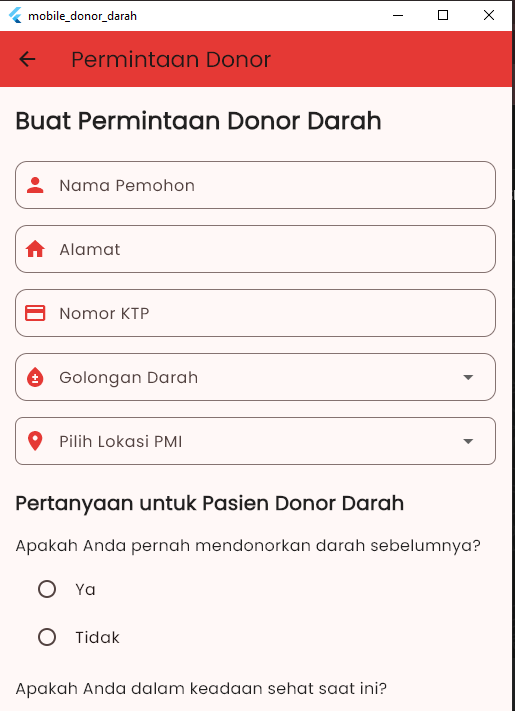 mobile_donor_darah
Permintaan Donor
Buat Permintaan Donor Darah
Nama Pemohon
Alamat
Nomor KTP
Golongan Darah
Pilih Lokasi PMI
Pertanyaan untuk Pasien Donor Darah
Apakah Anda pernah mendonorkan darah sebelumnya?
Ya
Tidak
Apakah Anda dalam keadaan sehat saat ini?